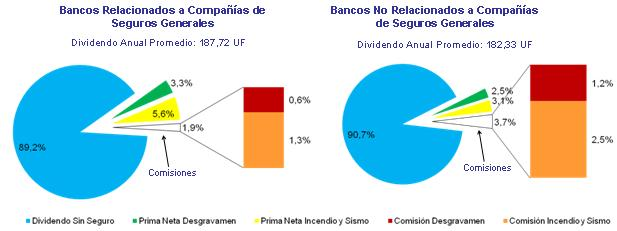 Bancos Relacionados a Compañías de
Seguros Generales
Dividendo Anual Promedio: 187,72 UF
3,3%
5,6%
1,9%
89,2%
Comisiones
0,6%
1,3%
Bancos No Relacionados a Compañías
de Seguros Generales
Dividendo Anual Promedio: 182,33 UF
2,5%
3,1%
3,7%
90,7%
Comisiones
1,2%
2,5%
Dividendo Sin Seguro
Prima Neta Desgravamen
Prima Neta Incendio y Sismo
Comisión Desgravamen
Comisión Incendio y Sismo